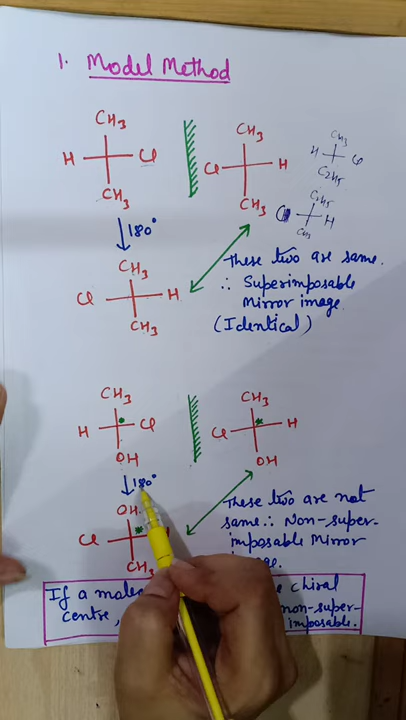 1. Model Method
CH3 CH3 CH3
H Cl Cl H H Cl
CH3 CH3 C2H5
C2H5
H
CH3
180°
CH3
Cl H
CH3
These two are same.
∴ Superimposable
Mirror image
(Identical)
CH3 CH3
H Cl Cl H
OH OH
180°
OH
Cl
CH3
These two are not
same ∴ Non-super-
imposable Mirror
If a chiral
centre, non-super-
imposable.